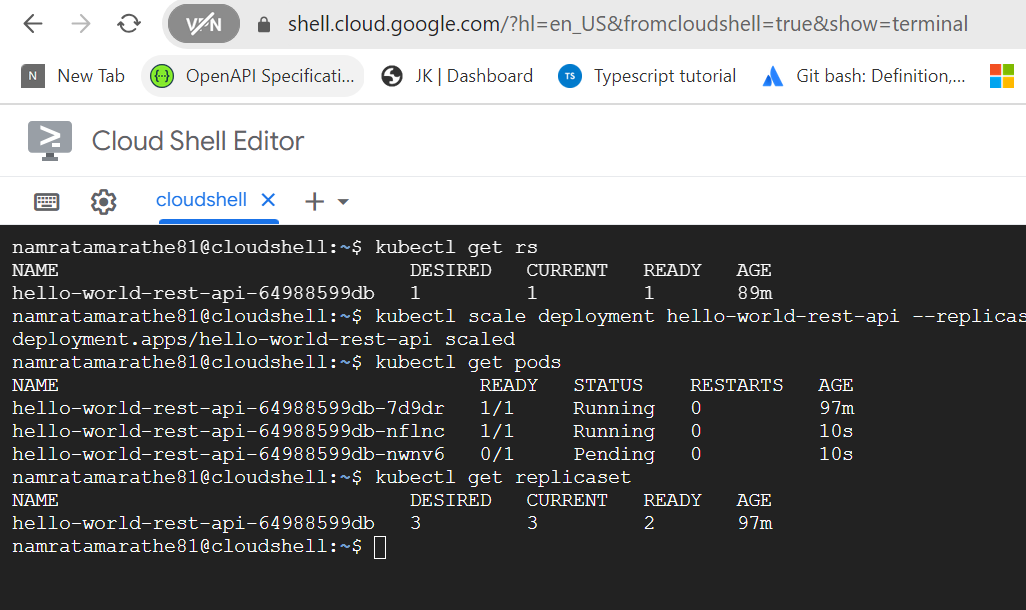 VPN shell.cloud.google.com/?hl=en_US&fromcloudshell=true&show=terminal
N New Tab {··} OpenAPI Specificati... JK | Dashboard TS Typescript tutorial Git bash: Definition,...
Cloud Shell Editor
cloudshell
namratamarathe81@cloudshell:~$ kubectl get rs
NAME DESIRED CURRENT READY AGE
hello-world-rest-api-64988599db 1 1 1 89m
namratamarathe81@cloudshell:~$ kubectl scale deployment hello-world-rest-api --replicas
deployment.apps/hello-world-rest-api scaled
namratamarathe81@cloudshell:~$ kubectl get pods
NAME READY STATUS RESTARTS AGE
hello-world-rest-api-64988599db-7d9dr 1/1 Running 0 97m
hello-world-rest-api-64988599db-nflnc 1/1 Running 0 10s
hello-world-rest-api-64988599db-nwnv6 0/1 Pending 0 10s
namratamarathe81@cloudshell:~$ kubectl get replicaset
NAME DESIRED CURRENT READY AGE
hello-world-rest-api-64988599db 3 3 2 97m
namratamarathe81@cloudshell:~$